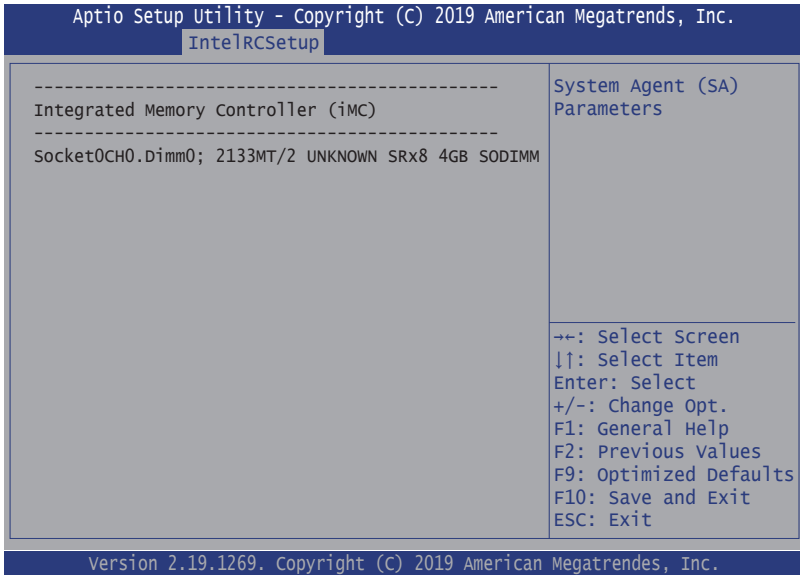 Aptio Setup Utility - Copyright (C) 2019 American Megatrends, Inc.
IntelRCSetup
----------------------------------------------
Integrated Memory Controller (iMC)
----------------------------------------------
Socket0CH0.Dimm0; 2133MT/2 UNKNOWN SRx8 4GB SODIMM
System Agent (SA)
Parameters
→←: Select Screen
↓↑: Select Item
Enter: Select
+/-: Change Opt.
F1: General Help
F2: Previous Values
F9: Optimized Defaults
F10: Save and Exit
ESC: Exit
Version 2.19.1269. Copyright (C) 2019 American Megatrendes, Inc.